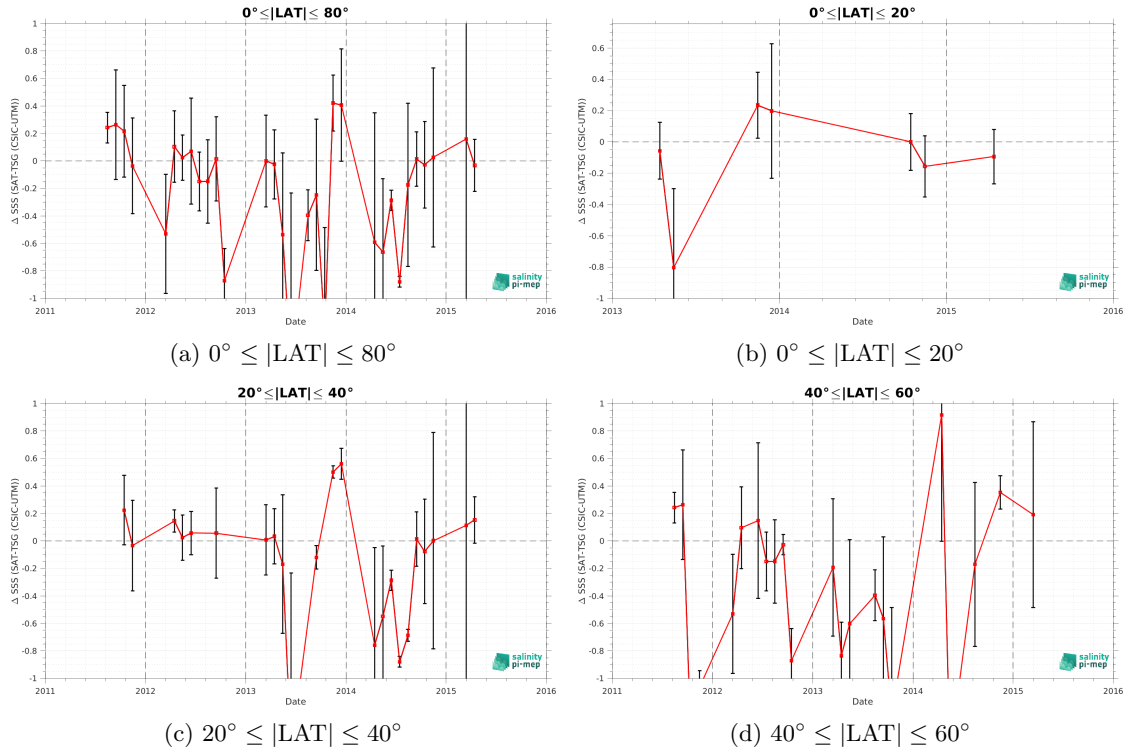 0°≤|LAT|≤ 80°
1
0.8
0.6
0.4
0.2
0
-0.2
-0.4
-0.6
-0.8
-1
Δ SSS (SAT-TSG (CSIC-UTM))
2011
2012
2013
2014
2015
2016
Date
salinity
pi-mep
(a) 0° ≤ |LAT| ≤ 80°
0°≤|LAT|≤ 20°
0.6
0.4
0.2
0
-0.2
-0.4
-0.6
-0.8
-1
Δ SSS (SAT-TSG (CSIC-UTM))
2013
2014
2015
2016
Date
salinity
pi-mep
(b) 0° ≤ |LAT| ≤ 20°
20°≤|LAT|≤ 40°
1
0.8
0.6
0.4
0.2
0
-0.2
-0.4
-0.6
-0.8
-1
Δ SSS (SAT-TSG (CSIC-UTM))
2011
2012
2013
2014
2015
2016
Date
salinity
pi-mep
(c) 20° ≤ |LAT| ≤ 40°
40°≤|LAT|≤ 60°
1
0.8
0.6
0.4
0.2
0
-0.2
-0.4
-0.6
-0.8
-1
Δ SSS (SAT-TSG (CSIC-UTM))
2011
2012
2013
2014
2015
2016
Date
salinity
pi-mep
(d) 40° ≤ |LAT| ≤ 60°